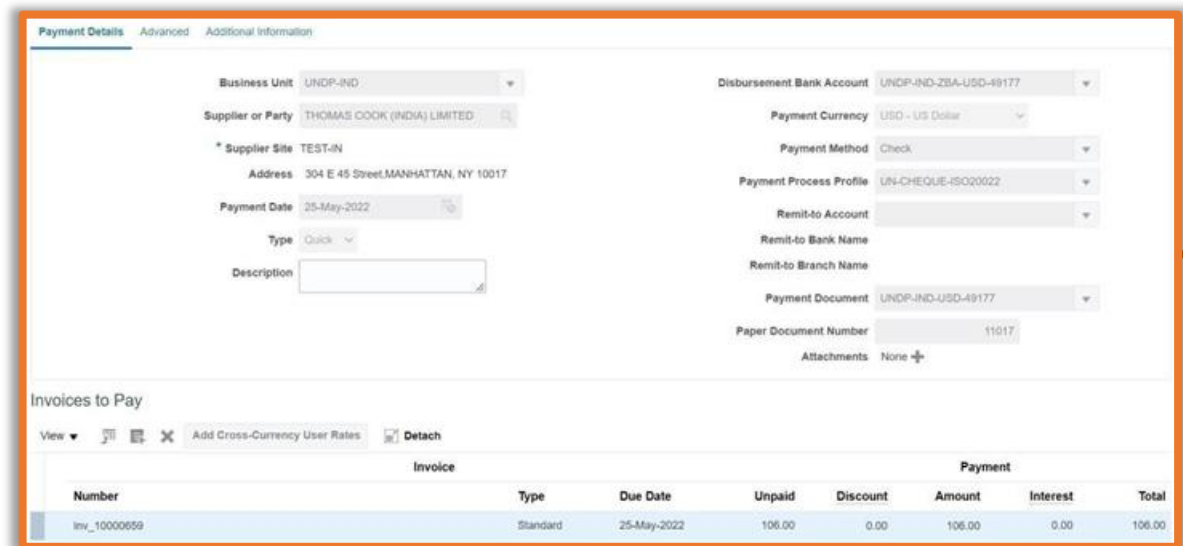 Payment Details Advanced Additional Information
Business Unit UNDP-IND
Supplier or Party THOMAS COOK (INDIA) LIMITED
* Supplier Site TEST-IN
Address 304 E 45 Street,MANHATTAN, NY 10017
Payment Date 25-May-2022
Type Quick
Description
Disbursement Bank Account UNDP-IND-ZBA-USD-49177
Payment Currency USD - US Dollar
Payment Method Check
Payment Process Profile UN-CHEQUE-ISO20022
Remit-to Account
Remit-to Bank Name
Remit-to Branch Name
Payment Document UNDP-IND-USD-49177
Paper Document Number 11017
Attachments None
Invoices to Pay
View Add Cross-Currency User Rates Detach
Invoice Payment
Number Type Due Date Unpaid Discount Amount Interest Total
Inv_10000659 Standard 25-May-2022 106.00 0.00 106.00 0.00 106.00